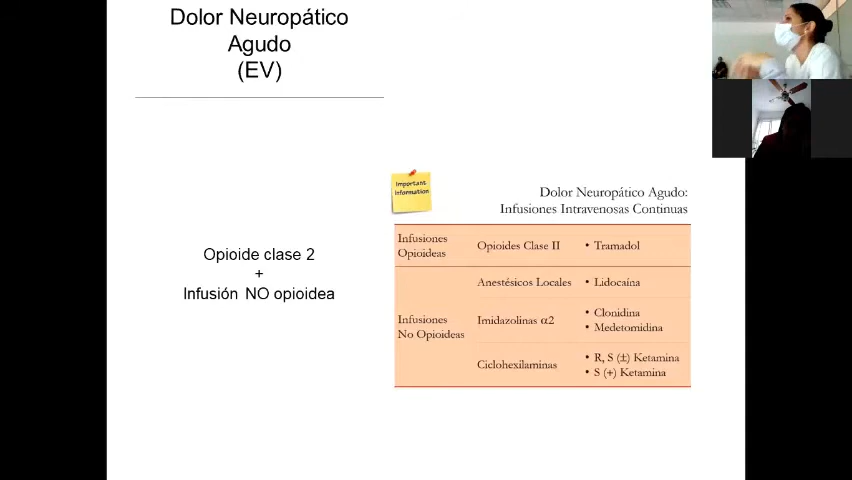 Dolor Neuropático
Agudo
(EV)
Opioide clase 2
+
Infusión NO opioidea
Important
Information
Dolor Neuropático Agudo:
Infusiones Intravenosas Continuas
Infusiones
Opioideas
Opioides Clase II
• Tramadol
Infusiones
No Opioideas
Anestésicos Locales
• Lidocaína
Imidazolinas α2
• Clonidina
• Medetomidina
Ciclohexilaminas
• R, S (±) Ketamina
• S (+) Ketamina